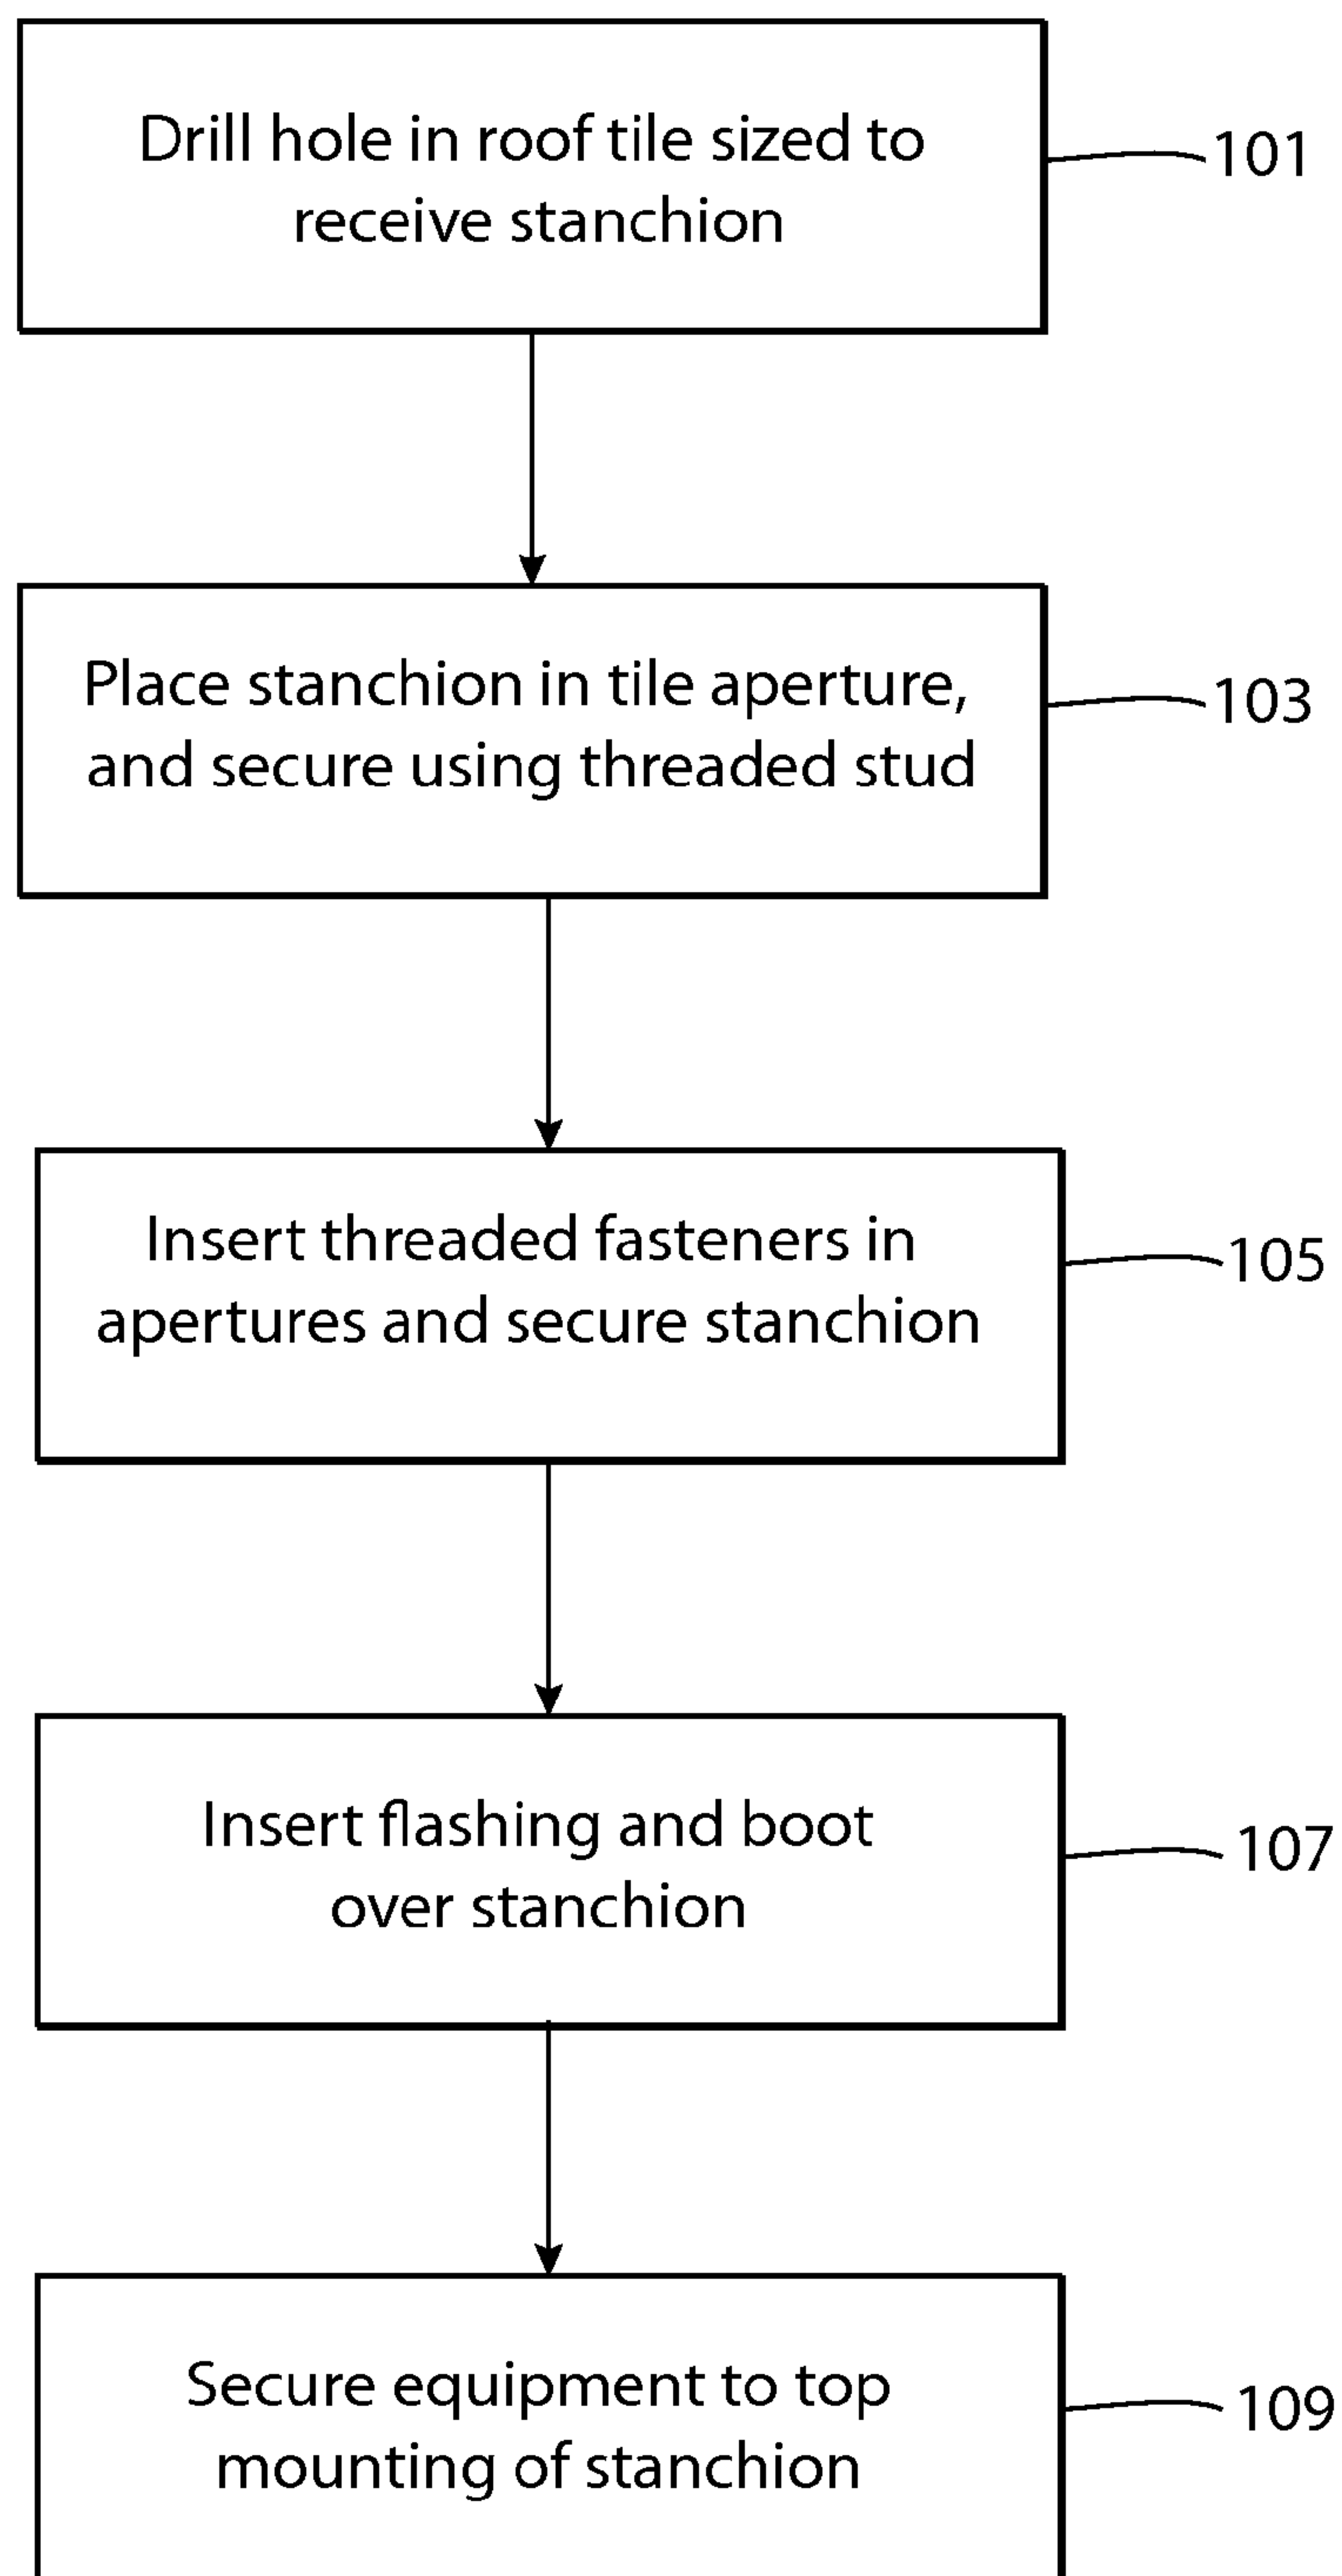 Drill hole in roof tile sized to
receive stanchion
101
Place stanchion in tile aperture,
and secure using threaded stud
103
Insert threaded fasteners in
apertures and secure stanchion
105
Insert flashing and boot
over stanchion
107
Secure equipment to top
mounting of stanchion
109